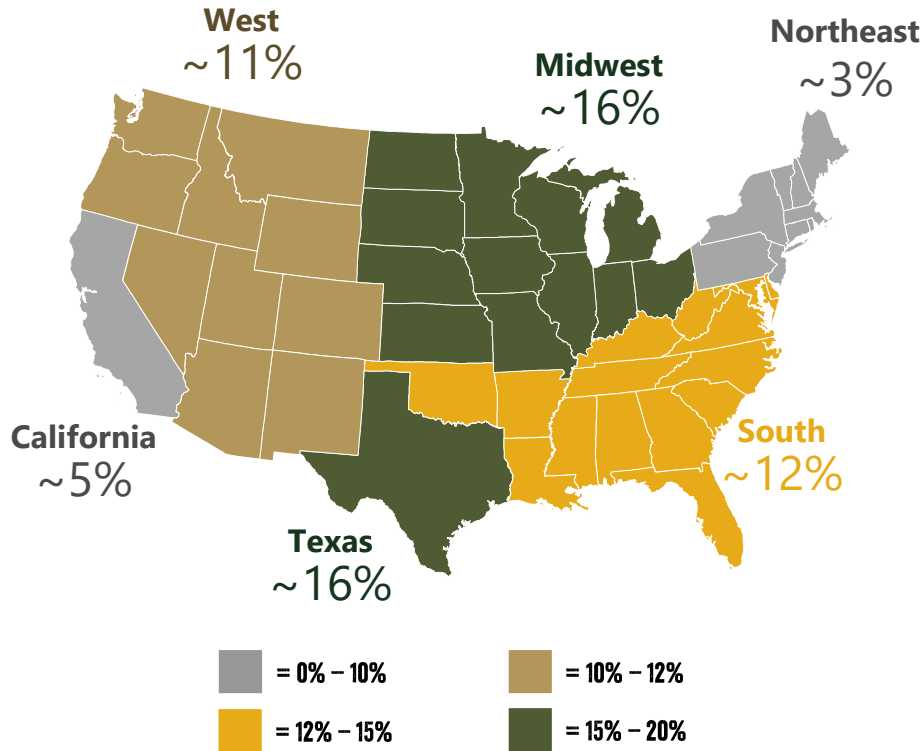 West
~11%
Northeast
~3%
Midwest
~16%
California
~5%
South
~12%
Texas
~16%
= 0% – 10%
= 10% – 12%
= 12% – 15%
= 15% – 20%